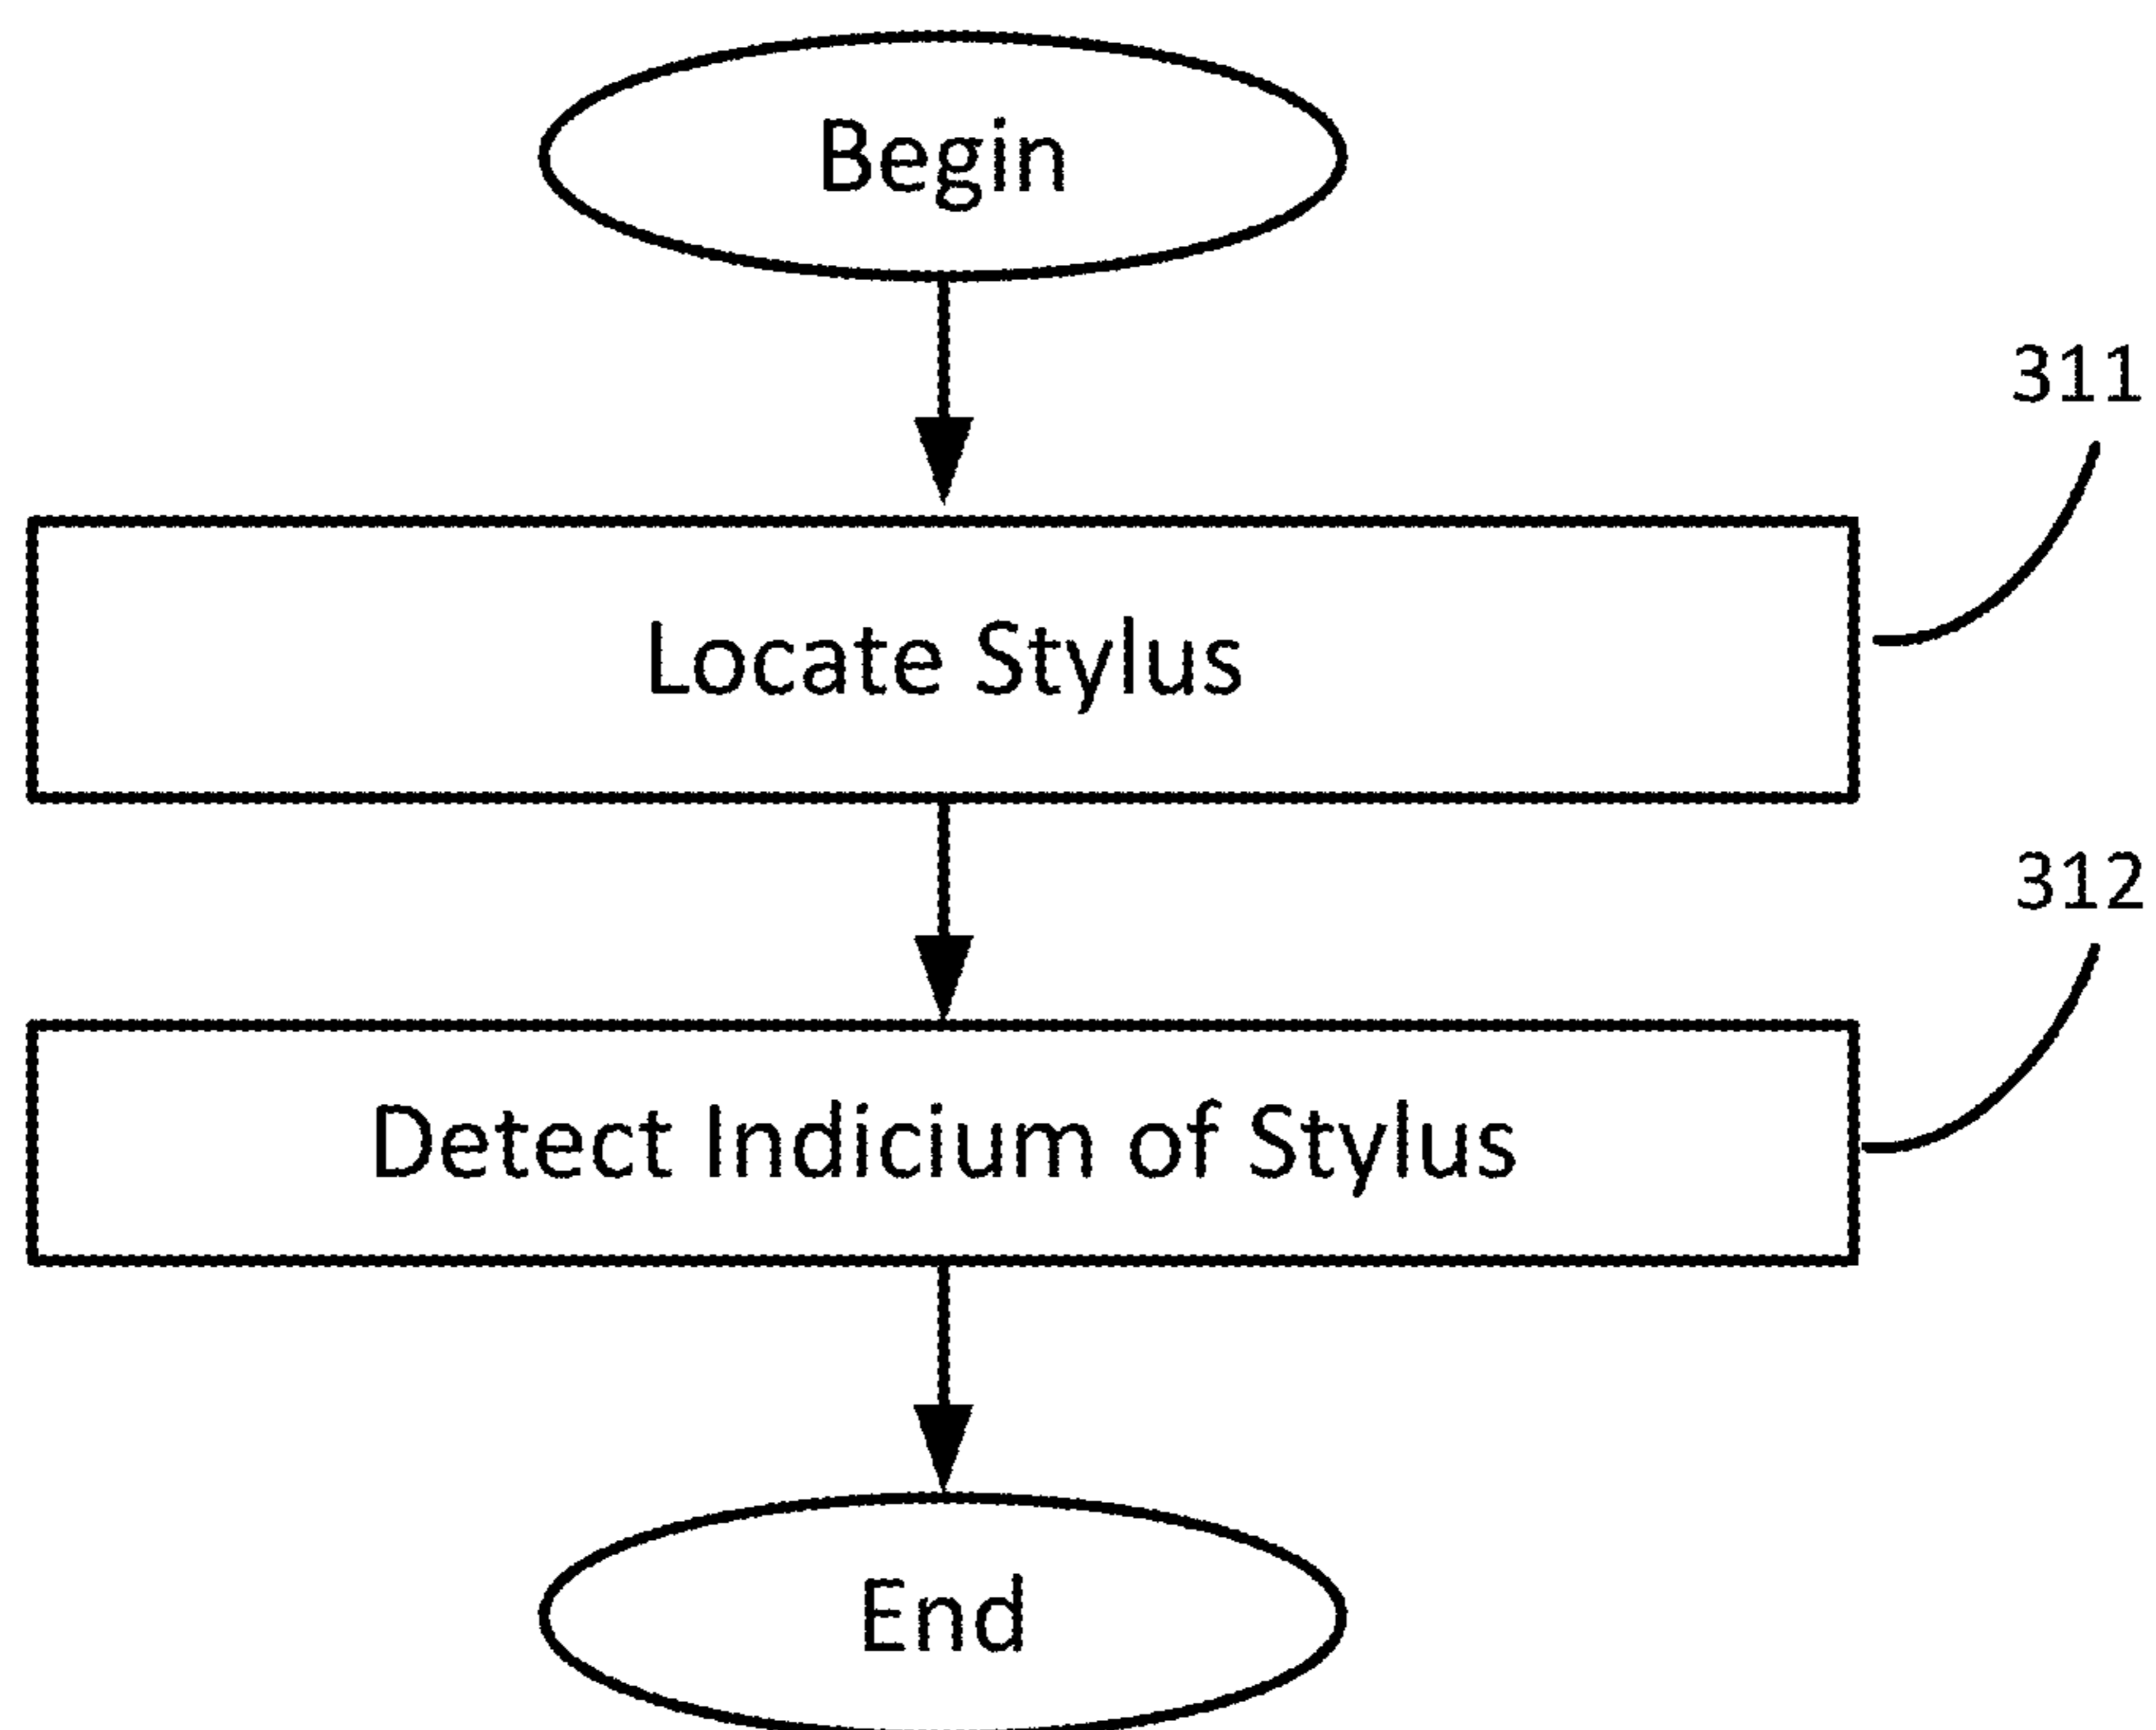 Begin
311
Locate Stylus
312
Detect Indicium of Stylus
End